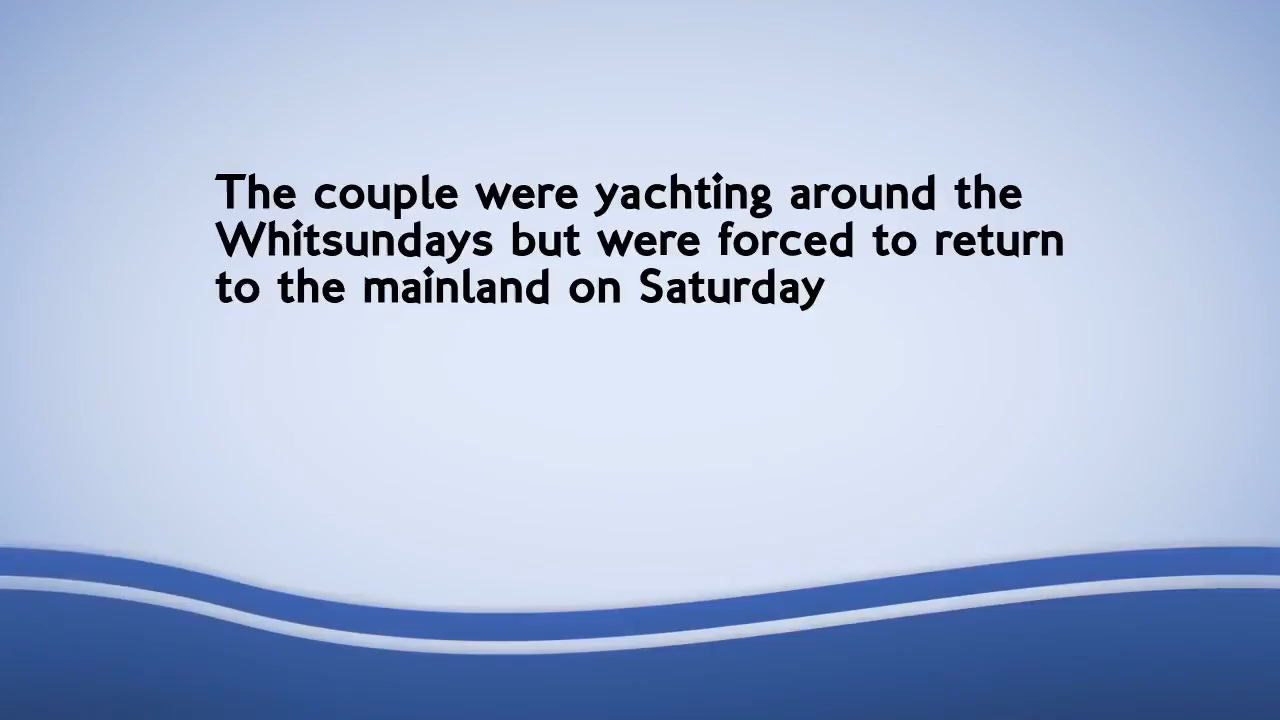 The couple were yachting around the
Whitsundays but were forced to return
to the mainland on Saturday